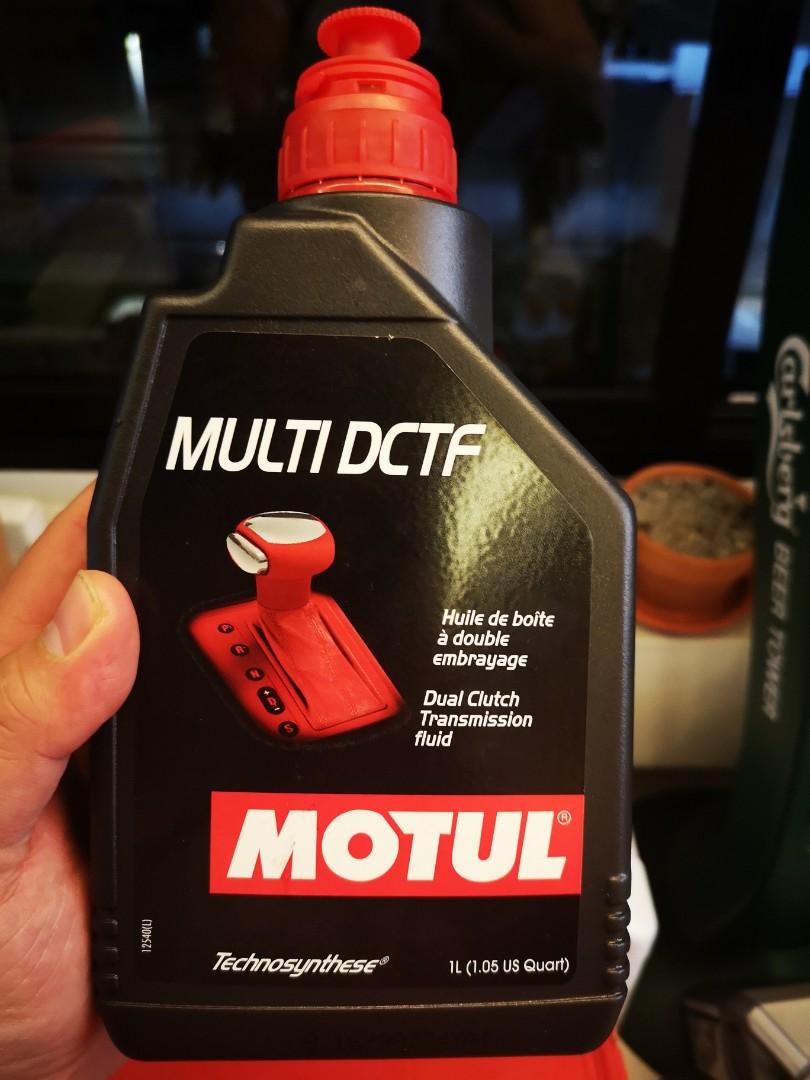 MULTI DCTF
Huile de boîte
à double
embrayage
Dual Clutch
Transmission
fluid
P
R
N
+D-
S
MOTUL®
12540(L)
Technosynthese®
1L (1.05 US Quart)
Carlsberg BEER TOWER